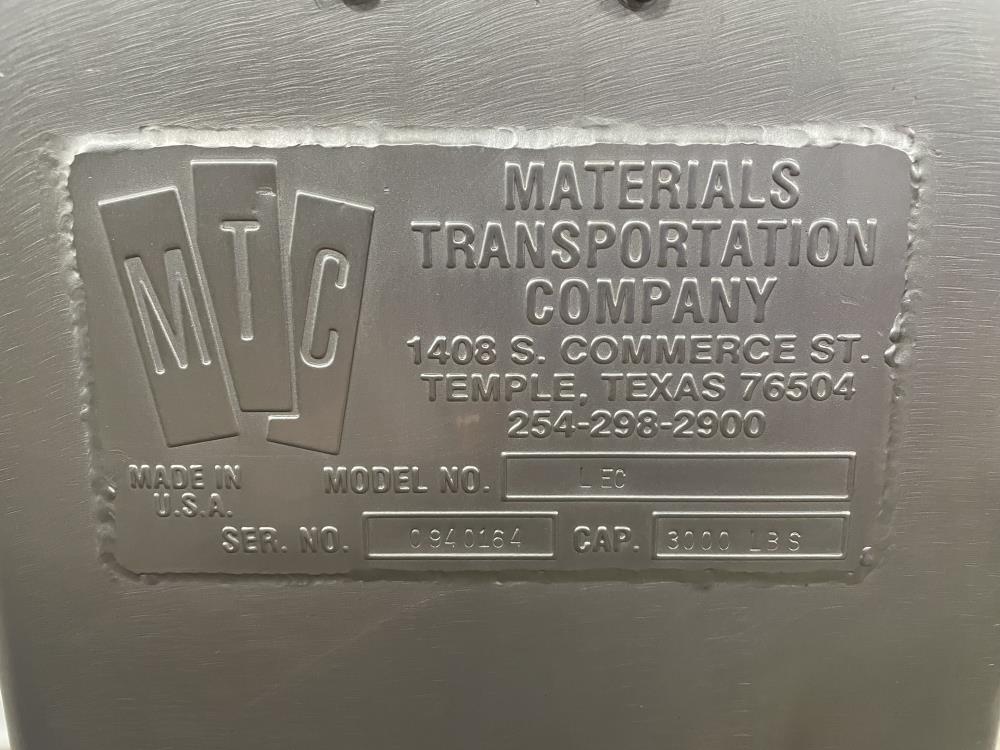 MTC
MATERIALS
TRANSPORTATION
COMPANY
1408 S. COMMERCE ST.
TEMPLE, TEXAS 76504
254-298-2900
MADE IN
U.S.A.
MODEL NO. LEC
SER. NO. 0940164 CAP. 3000 LBS